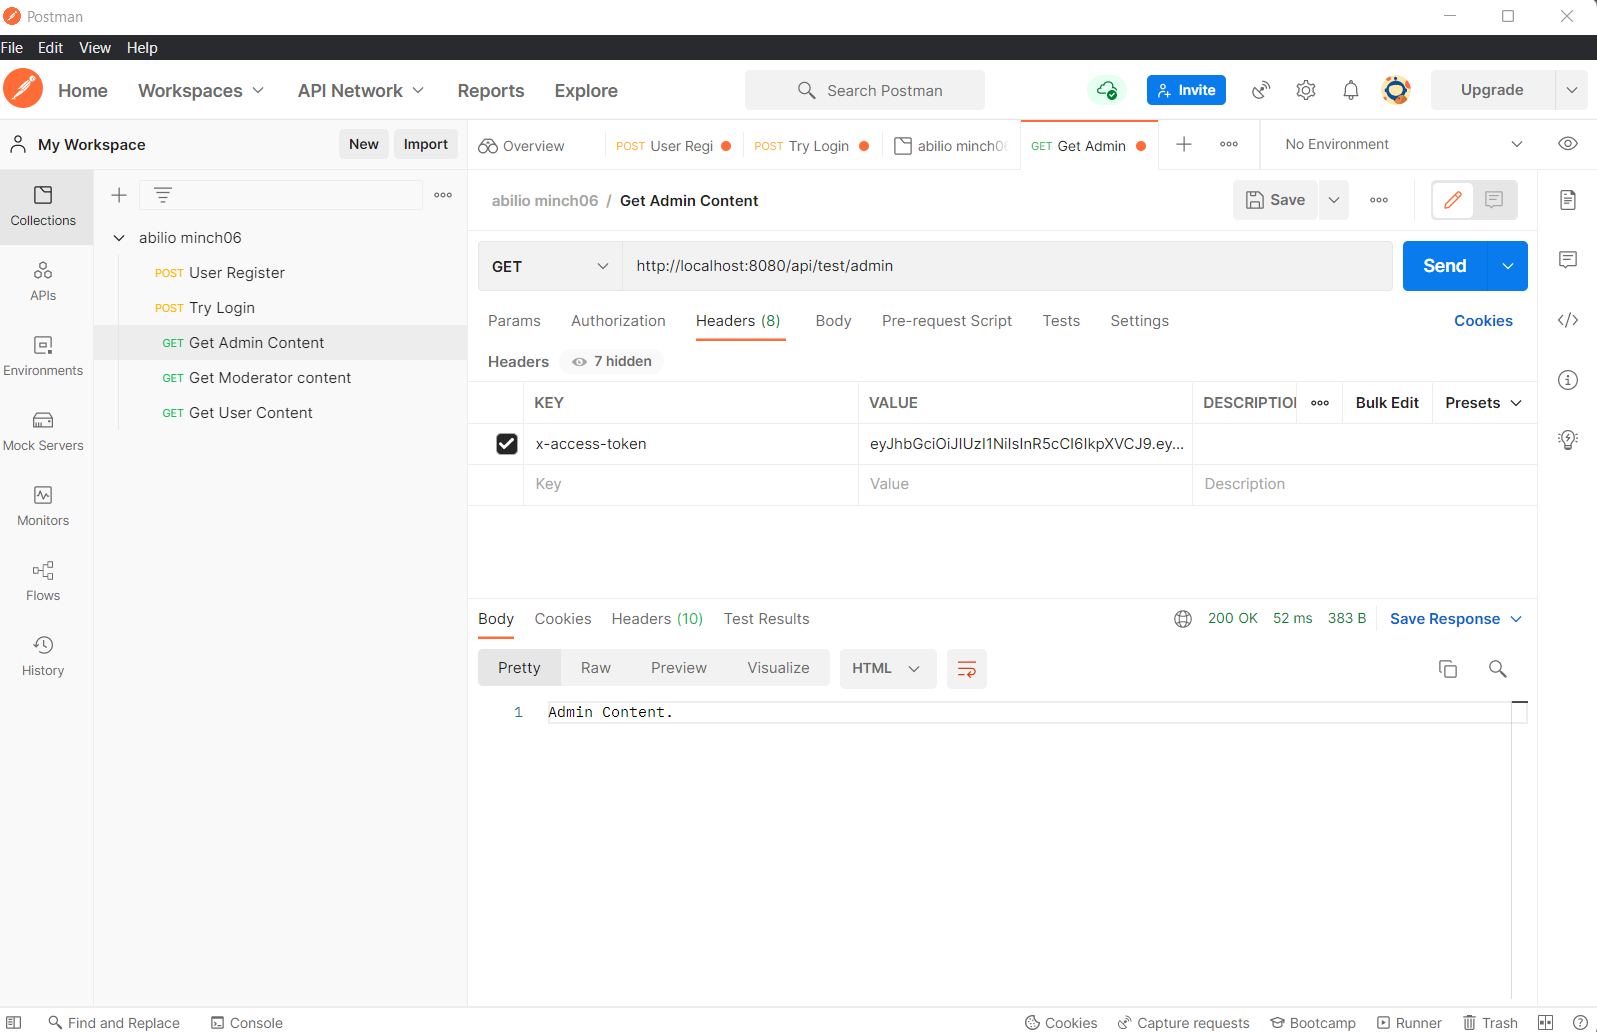 Postman
File Edit View Help
Home Workspaces API Network Reports Explore Search Postman Invite Upgrade
My Workspace New Import
Overview POST User Regi POST Try Login abilio minch0 GET Get Admin No Environment
Collections
APIs
Environments
Mock Servers
Monitors
Flows
History
abilio minch06
POST User Register
POST Try Login
GET Get Admin Content
GET Get Moderator content
GET Get User Content
abilio minch06 / Get Admin Content Save
GET http://localhost:8080/api/test/admin Send
Params Authorization Headers (8) Body Pre-request Script Tests Settings Cookies
Headers 7 hidden
KEY VALUE DESCRIPTION Bulk Edit Presets
x-access-token eyJhbGciOiJIUzI1NiIsInR5cCI6IkpXVCJ9.ey...
Key Value Description
Body Cookies Headers (10) Test Results 200 OK 52 ms 383 B Save Response
Pretty Raw Preview Visualize HTML
1 Admin Content.
Find and Replace Console Cookies Capture requests Bootcamp Runner Trash